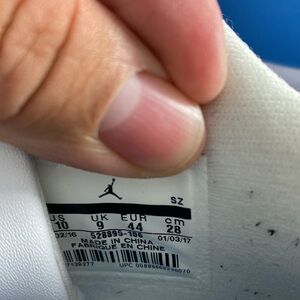 SZ
US UK EUR cm
10 9 44 28
02/16 528895-106 01/03/17
MADE IN CHINA
FABRIQUE EN CHINE
UPC